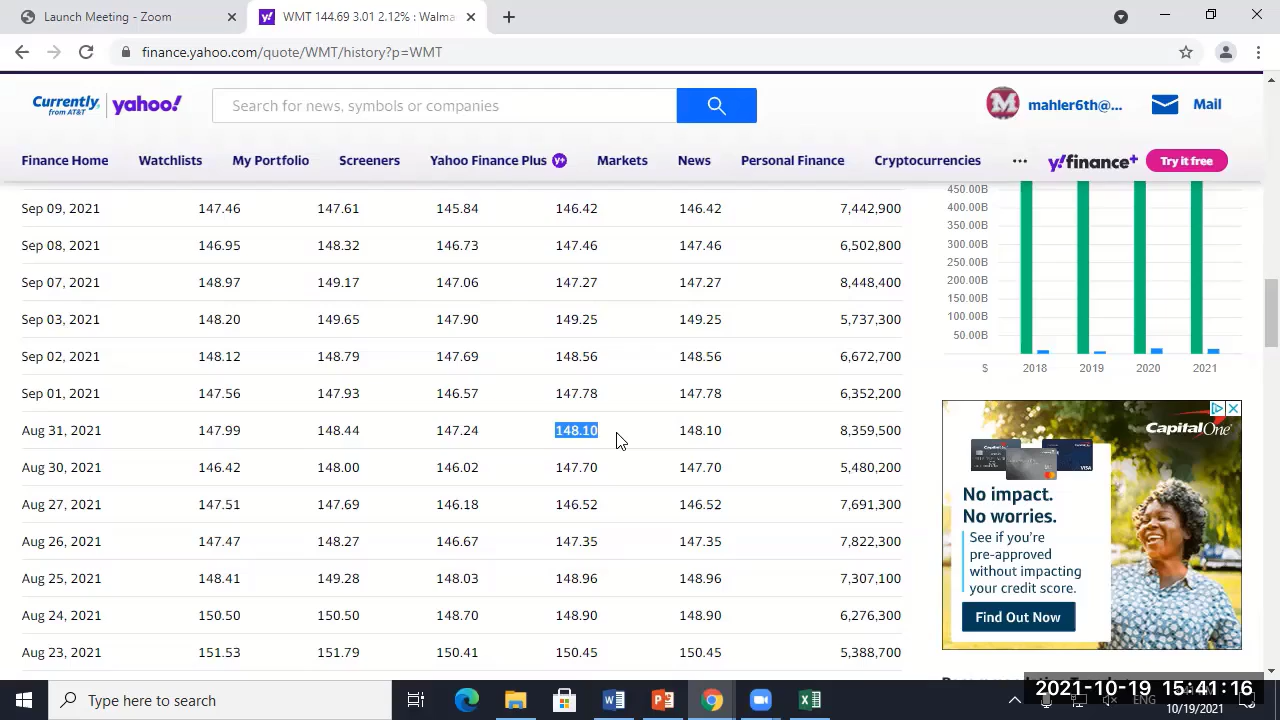 Launch Meeting - Zoom
WMT 144.69 3.01 2.12% : Walma
finance.yahoo.com/quote/WMT/history?p=WMT
Currently, yahoo!
from AT&T
Search for news, symbols or companies
mahler6th@... Mail
Finance Home Watchlists My Portfolio Screeners Yahoo Finance Plus Markets News Personal Finance Cryptocurrencies ... y!finance+ Try it free
Sep 09, 2021 147.46 147.61 145.84 146.42 146.42 7,442,900
Sep 08, 2021 146.95 148.32 146.73 147.46 147.46 6,502,800
Sep 07, 2021 148.97 149.17 147.06 147.27 147.27 8,448,400
Sep 03, 2021 148.20 149.65 147.90 149.25 149.25 5,737,300
Sep 02, 2021 148.12 148.79 147.69 148.56 148.56 6,672,700
Sep 01, 2021 147.56 147.93 146.57 147.78 147.78 6,352,200
Aug 31, 2021 147.99 148.44 147.24 148.10 148.10 8,359,500
Aug 30, 2021 146.42 148.00 146.02 147.70 147.70 5,480,200
Aug 27, 2021 147.51 147.69 146.18 146.52 146.52 7,691,300
Aug 26, 2021 147.47 148.27 146.67 147.35 147.35 7,822,300
Aug 25, 2021 148.41 149.28 148.03 148.96 148.96 7,307,100
Aug 24, 2021 150.50 150.50 148.70 148.90 148.90 6,276,300
Aug 23, 2021 151.53 151.79 150.41 150.45 150.45 5,388,700
450.00B
400.00B
350.00B
300.00B
250.00B
200.00B
150.00B
100.00B
50.00B
$ 2018 2019 2020 2021
Capital One
No impact.
No worries.
See if you're
pre-approved
without impacting
your credit score.
Find Out Now
Type here to search
2021-10-19 15:41:16
ENG
10/19/2021